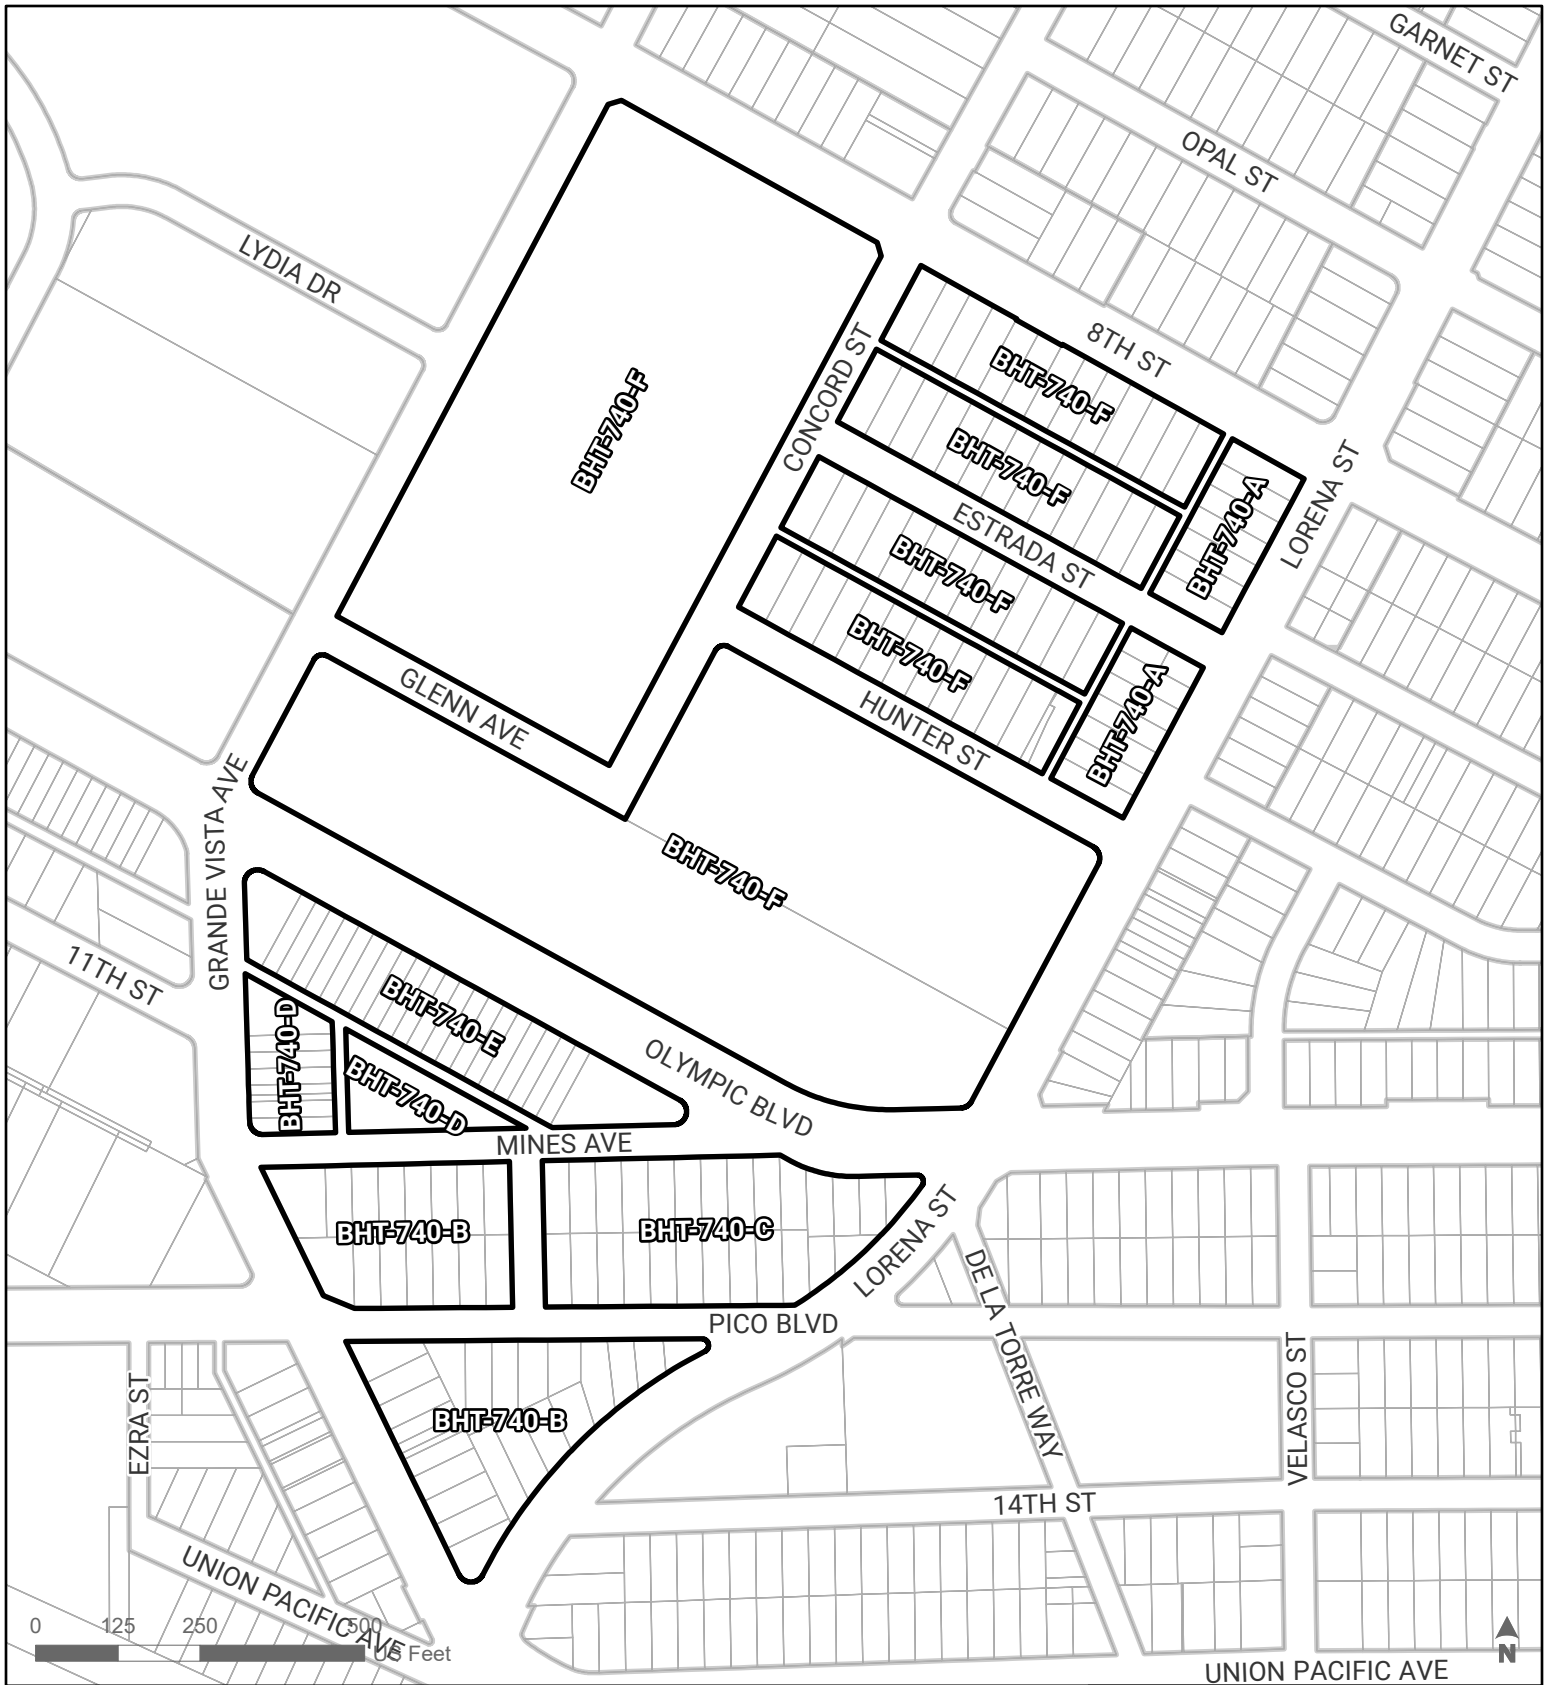 GARNET ST
OPAL ST
LYDIA DR
8TH ST
CONCORD ST
BHT-740-F
BHT-740-F
BHT-740-F
LORENA ST
BHT-740-A
ESTRADA ST
BHT-740-F
BHT-740-F
BHT-740-A
GLENN AVE
HUNTER ST
GRANDE VISTA AVE
BHT-740-F
11TH ST
BHT-740-E
BHT-740-D
BHT-740-D
OLYMPIC BLVD
MINES AVE
BHT-740-B
BHT-740-C
LORENA ST
DE LA TORRE WAY
PICO BLVD
VELASCO ST
EZRA ST
BHT-740-B
14TH ST
UNION PACIFIC AVE
0 125 250 500
US Feet
N
UNION PACIFIC AVE